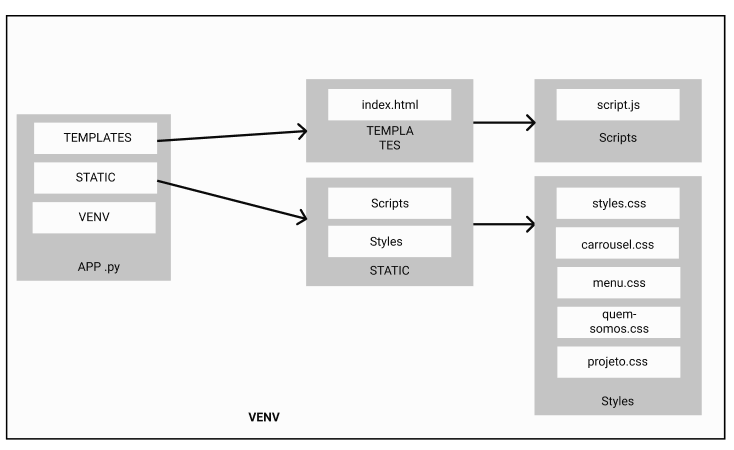 TEMPLATES
STATIC
VENV
APP .py
index.html
TEMPLA
TES
Scripts
Styles
STATIC
script.js
Scripts
styles.css
carrousel.css
menu.css
quem-
somos.css
projeto.css
Styles
VENV